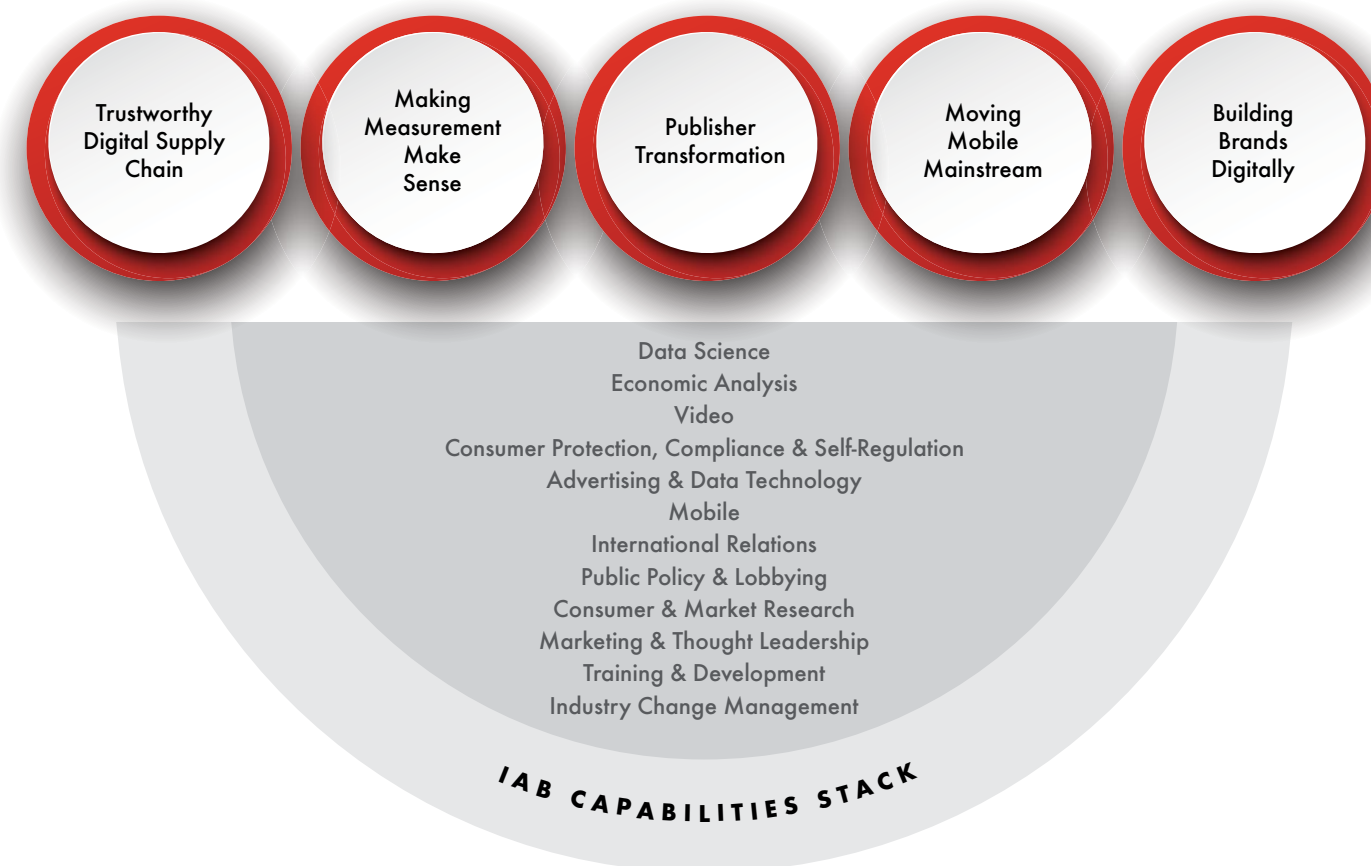 Trustworthy
Digital Supply
Chain
Making
Measurement
Make
Sense
Publisher
Transformation
Moving
Mobile
Mainstream
Building
Brands
Digitally
Data Science
Economic Analysis
Video
Consumer Protection, Compliance & Self-Regulation
Advertising & Data Technology
Mobile
International Relations
Public Policy & Lobbying
Consumer & Market Research
Marketing & Thought Leadership
Training & Development
Industry Change Management
IAB CAPABILITIES STACK